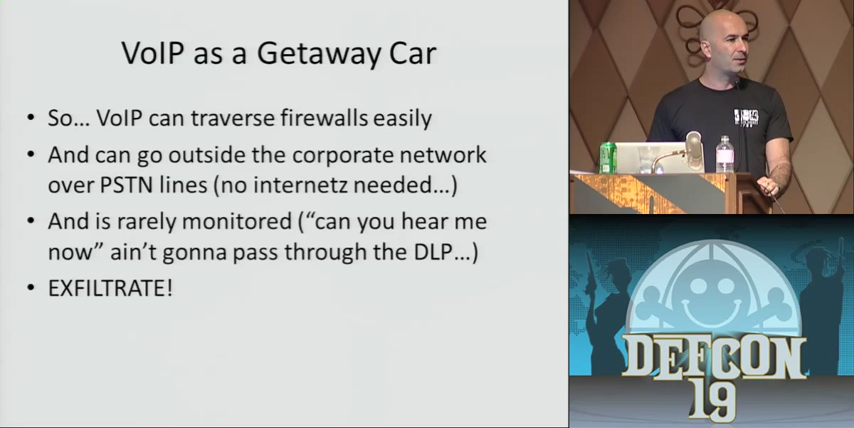 VoIP as a Getaway Car
• So... VoIP can traverse firewalls easily
• And can go outside the corporate network
over PSTN lines (no internetz needed...)
• And is rarely monitored (“can you hear me
now” ain’t gonna pass through the DLP...)
• EXFILTRATE!
DEFCON
19